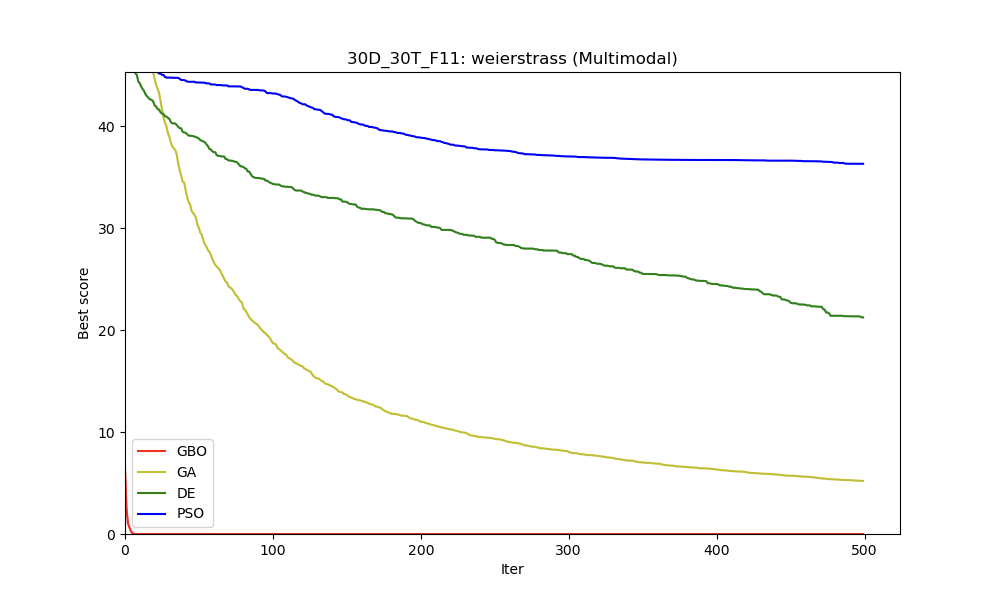 30D_30T_F11: weierstrass (Multimodal)
40
30
20
10
0
Best score
GBO
GA
DE
PSO
0 100 200 300 400 500
Iter